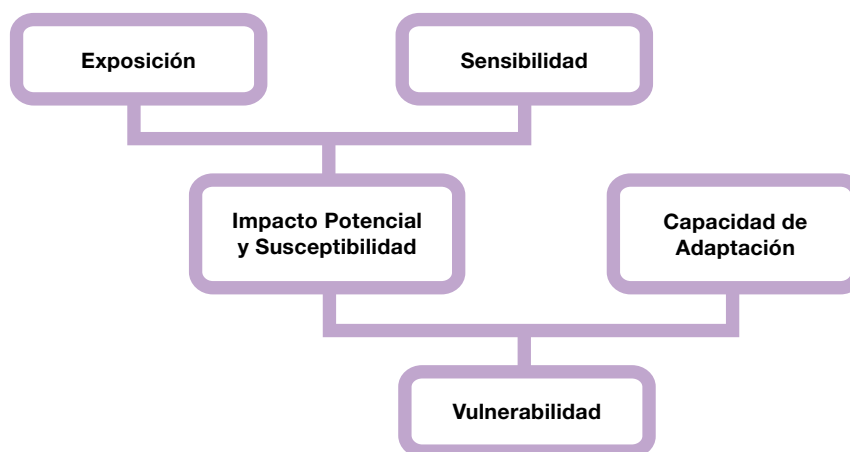 Exposición
Sensibilidad
Impacto Potencial
y Susceptibilidad
Capacidad de
Adaptación
Vulnerabilidad